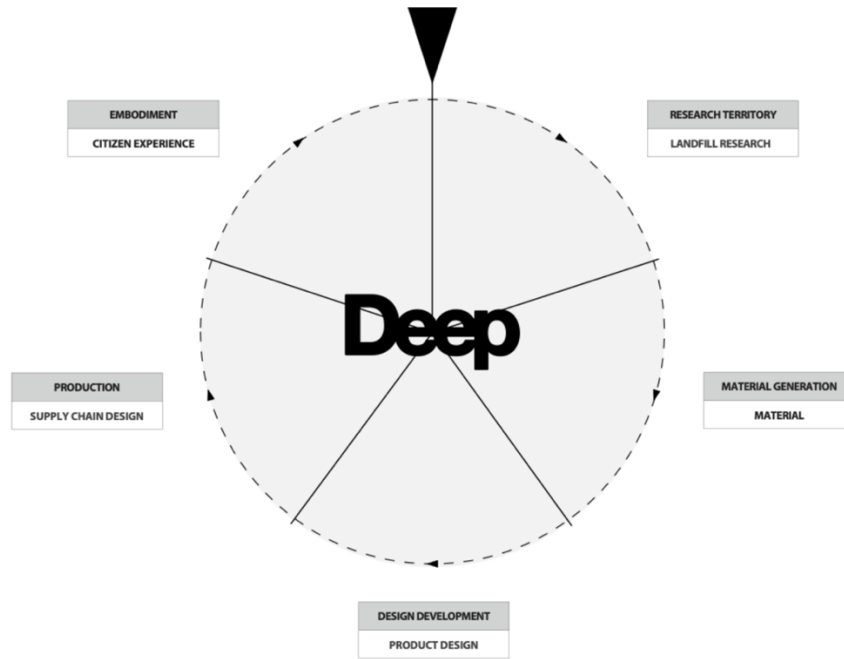 EMBODIMENT
CITIZEN EXPERIENCE
RESEARCH TERRITORY
LANDFILL RESEARCH
Deep
PRODUCTION
SUPPLY CHAIN DESIGN
MATERIAL GENERATION
MATERIAL
DESIGN DEVELOPMENT
PRODUCT DESIGN